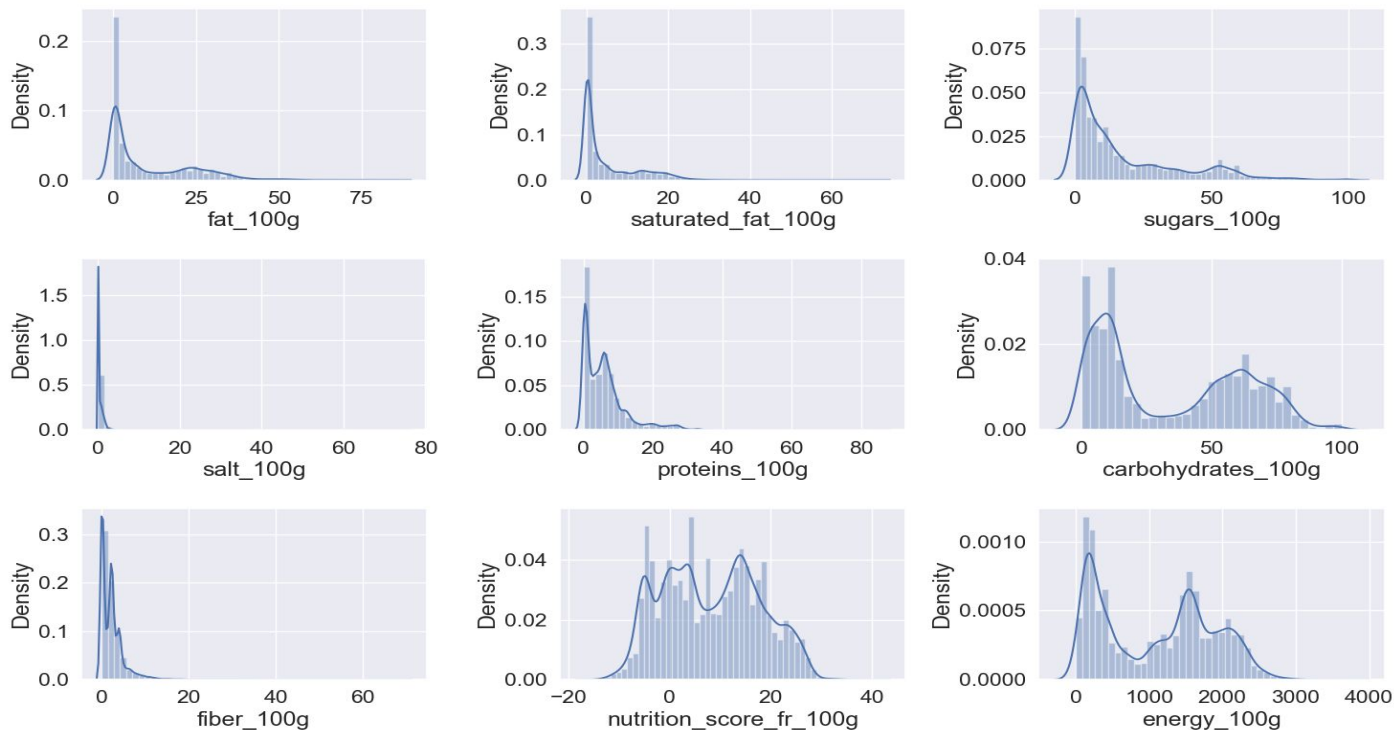 Density
0.2
0.1
0.0
0 25 50 75
fat_100g
Density
0.3
0.2
0.1
0.0
0 20 40 60
saturated_fat_100g
Density
0.075
0.050
0.025
0.000
0 50 100
sugars_100g
Density
1.5
1.0
0.5
0.0
0 20 40 60 80
salt_100g
Density
0.15
0.10
0.05
0.00
0 20 40 60 80
proteins_100g
Density
0.04
0.02
0.00
0 50 100
carbohydrates_100g
Density
0.3
0.2
0.1
0.0
0 20 40 60
fiber_100g
Density
0.04
0.02
0.00
−20 0 20 40
nutrition_score_fr_100g
Density
0.0010
0.0005
0.0000
0 1000 2000 3000 4000
energy_100g